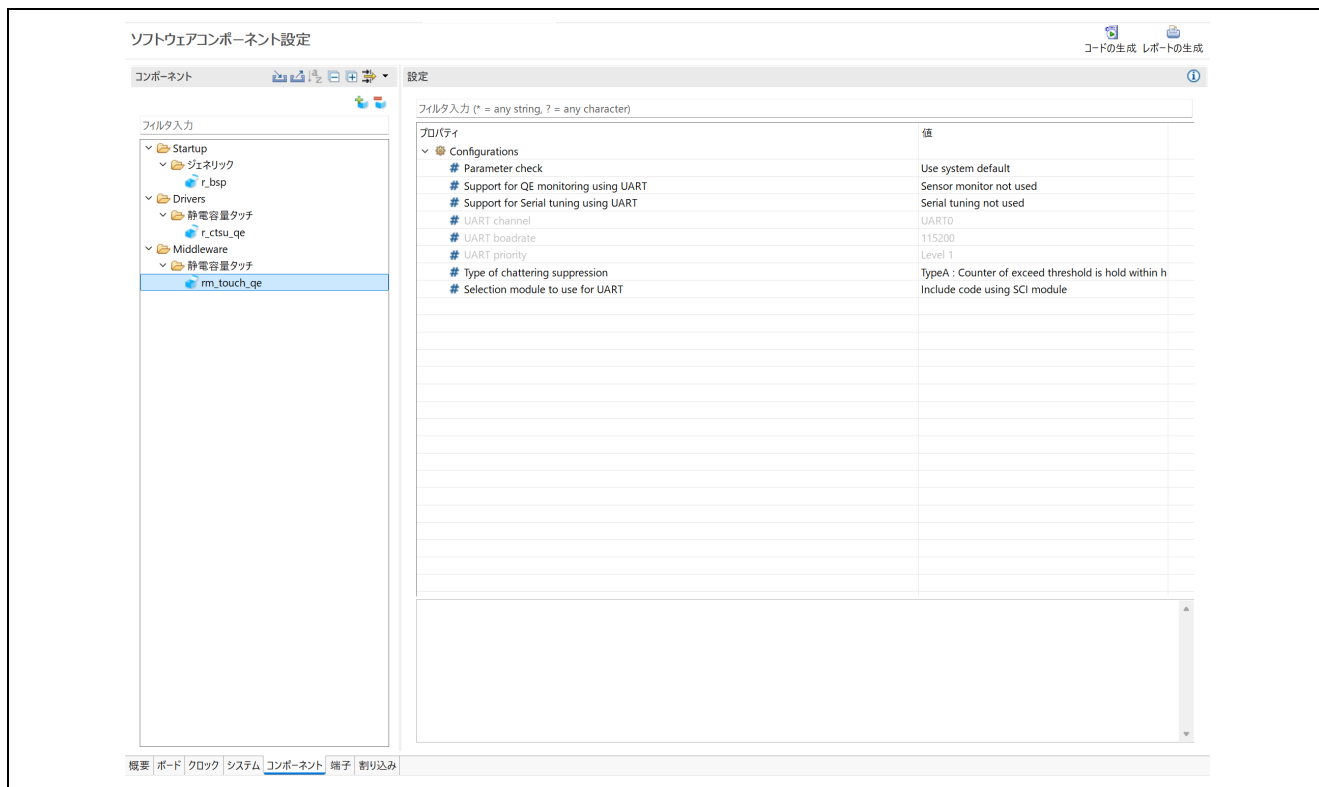 ソフトウェアコンポーネント設定
コードの生成 レポートの生成
コンポーネント
設定
フィルタ入力 (* = any string, ? = any character)
フィルタ入力
プロパティ 値
Startup
Configurations
ジェネリック
# Parameter check Use system default
r_bsp
# Support for QE monitoring using UART Sensor monitor not used
Drivers
# Support for Serial tuning using UART Serial tuning not used
静電容量タッチ
# UART channel UART0
r_ctsu_qe
# UART boadrate 115200
Middleware
# UART priority Level 1
静電容量タッチ
# Type of chattering suppression TypeA : Counter of exceed threshold is hold within h
rm_touch_qe
# Selection module to use for UART Include code using SCI module
概要 ボード クロック システム コンポーネント 端子 割り込み